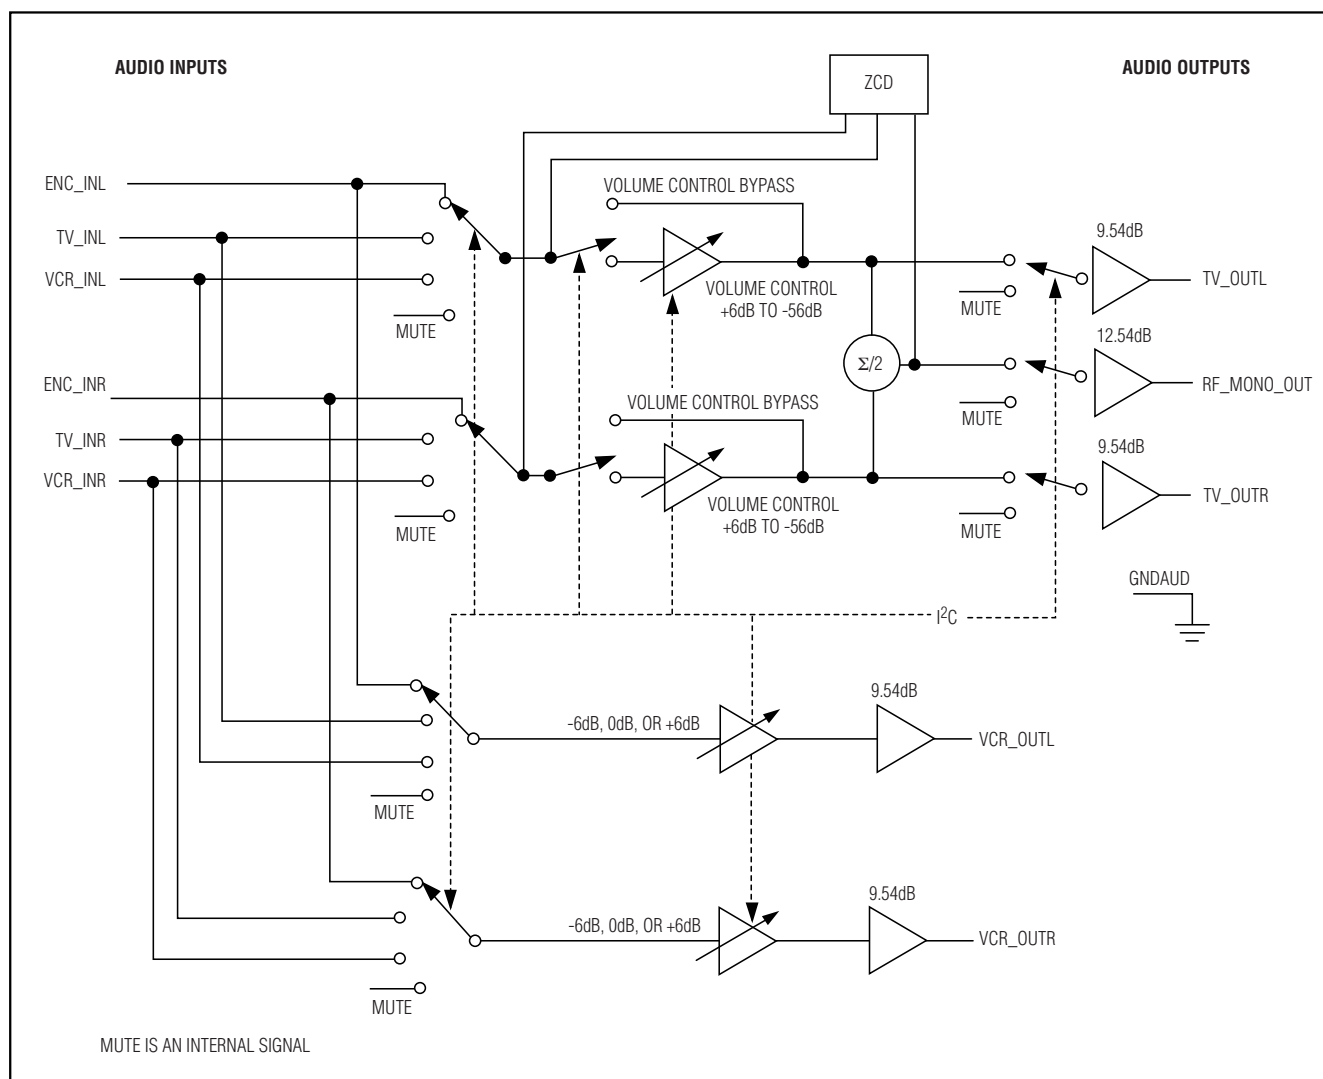 AUDIO INPUTS
AUDIO OUTPUTS
ZCD
ENC_INL
TV_INL
VCR_INL
MUTE
VOLUME CONTROL BYPASS
VOLUME CONTROL
+6dB TO -56dB
MUTE
9.54dB
TV_OUTL
Σ/2
12.54dB
RF_MONO_OUT
MUTE
ENC_INR
TV_INR
VCR_INR
MUTE
VOLUME CONTROL BYPASS
VOLUME CONTROL
+6dB TO -56dB
MUTE
9.54dB
TV_OUTR
GNDAUD
I²C
MUTE
-6dB, 0dB, OR +6dB
9.54dB
VCR_OUTL
MUTE
-6dB, 0dB, OR +6dB
9.54dB
VCR_OUTR
MUTE IS AN INTERNAL SIGNAL